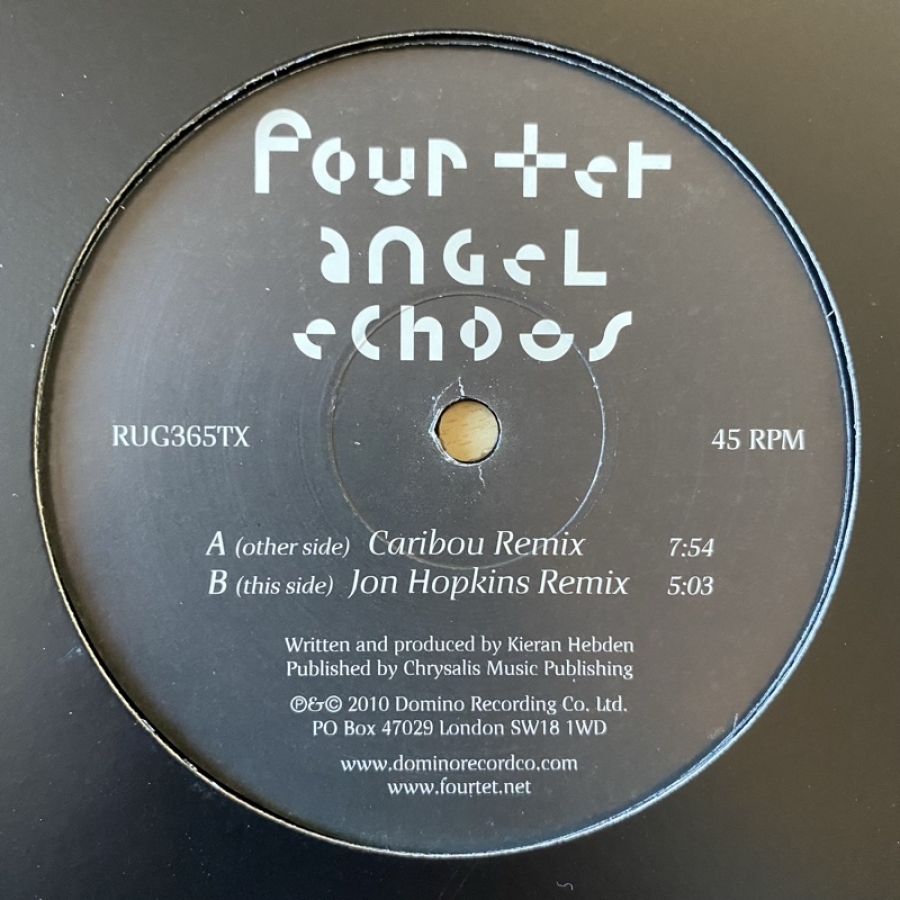 four tet
angel
echoes
RUG365TX 45 RPM
A (other side) Caribou Remix 7:54
B (this side) Jon Hopkins Remix 5:03
Written and produced by Kieran Hebden
Published by Chrysalis Music Publishing
℗&© 2010 Domino Recording Co. Ltd.
PO Box 47029 London SW18 1WD
www.dominorecordco.com
www.fourtet.net